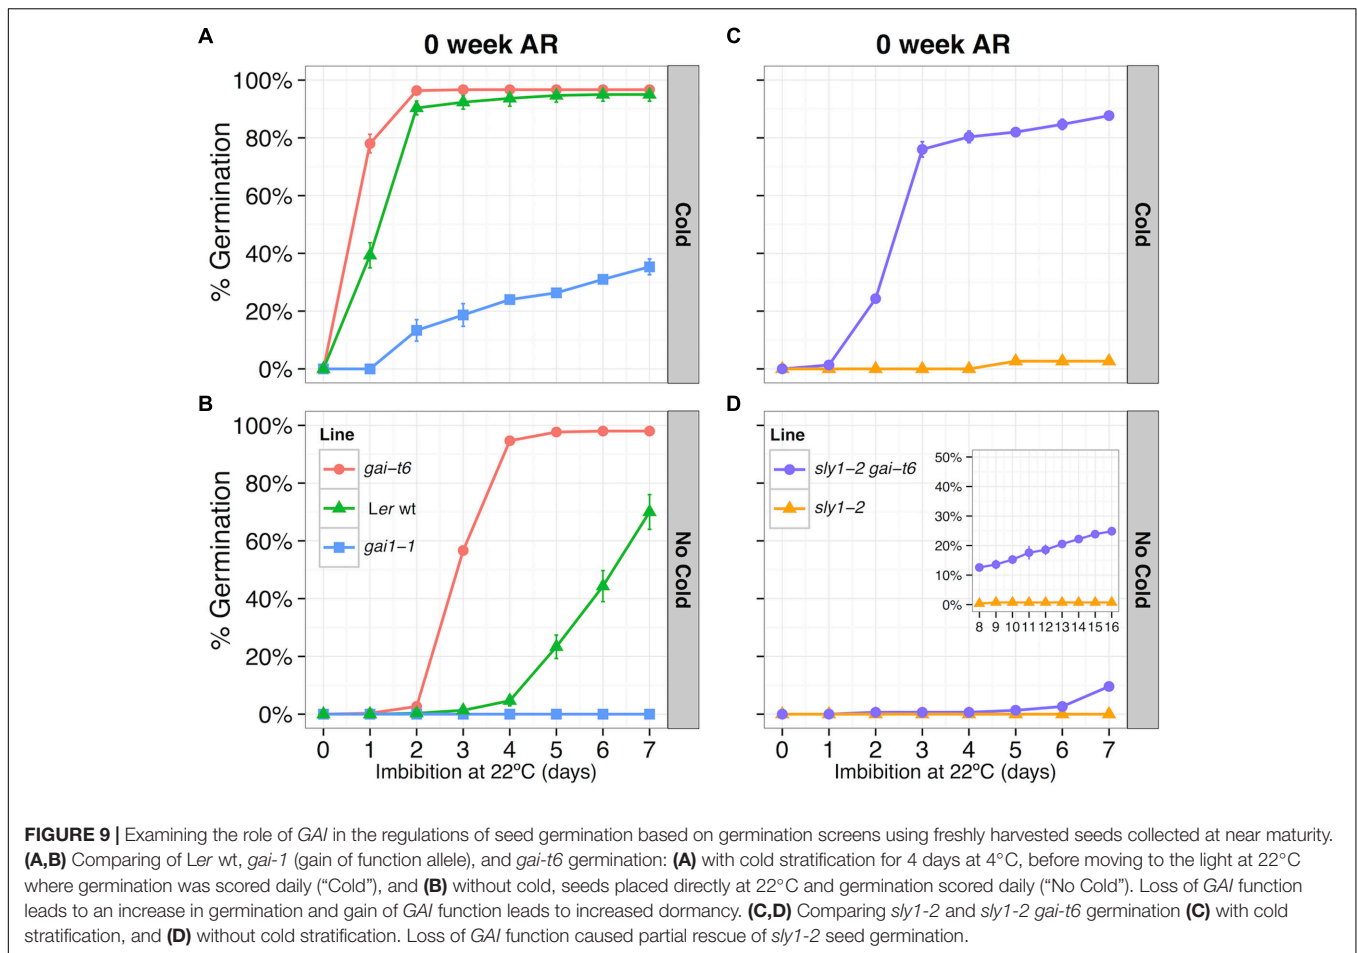 A
0 week AR
C
0 week AR
100%
80%
60%
40%
20%
0%
% Germination
Cold
Cold
B
D
100%
80%
60%
40%
20%
0%
% Germination
Line
gai–t6
Ler wt
gai1–1
No Cold
Line
sly1–2 gai–t6
sly1–2
50%
40%
30%
20%
10%
0%
8 9 10 11 12 13 14 15 16
No Cold
0 1 2 3 4 5 6 7
Imbibition at 22ºC (days)
0 1 2 3 4 5 6 7
Imbibition at 22ºC (days)
FIGURE 9 | Examining the role of GAI in the regulations of seed germination based on germination screens using freshly harvested seeds collected at near maturity.
(A,B) Comparing of Ler wt, gai-1 (gain of function allele), and gai-t6 germination: (A) with cold stratification for 4 days at 4°C, before moving to the light at 22°C
where germination was scored daily (“Cold”), and (B) without cold, seeds placed directly at 22°C and germination scored daily (“No Cold”). Loss of GAI function
leads to an increase in germination and gain of GAI function leads to increased dormancy. (C,D) Comparing sly1-2 and sly1-2 gai-t6 germination (C) with cold
stratification, and (D) without cold stratification. Loss of GAI function caused partial rescue of sly1-2 seed germination.